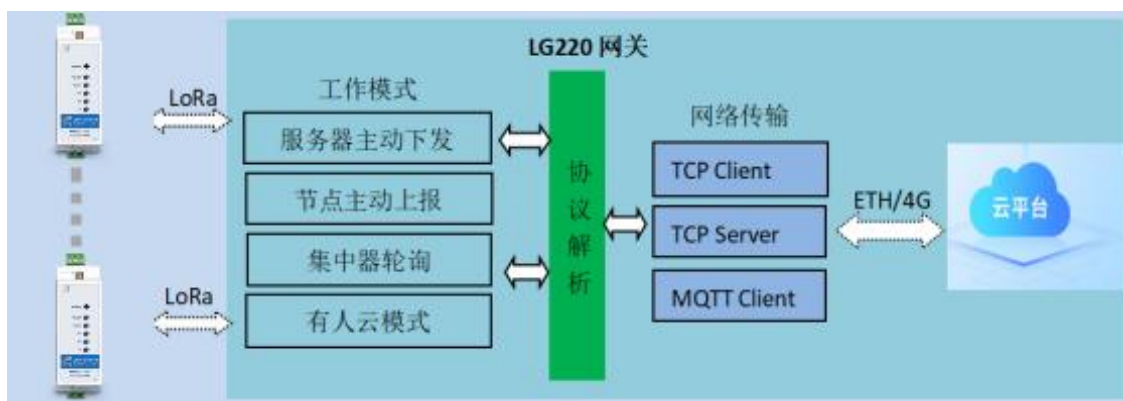 LG220 网关
LoRa
工作模式
服务器主动下发
节点主动上报
集中器轮询
有人云模式
LoRa
协议解析
网络传输
TCP Client
TCP Server
MQTT Client
ETH/4G
云平台